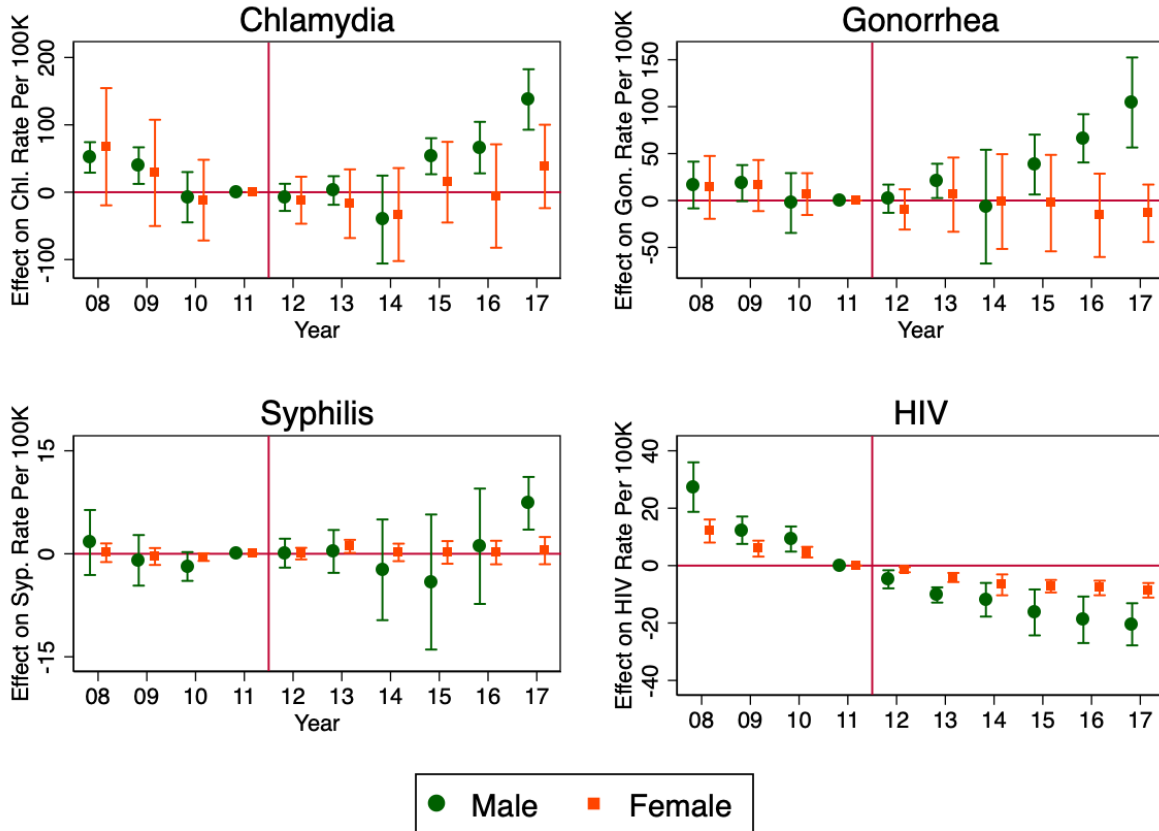 Chlamydia
Effect on Chl. Rate Per 100K
200
100
0
-100
08 09 10 11 12 13 14 15 16 17
Year
Gonorrhea
Effect on Gon. Rate Per 100K
150
100
50
0
-50
08 09 10 11 12 13 14 15 16 17
Year
Syphilis
Effect on Syp. Rate Per 100K
15
0
-15
08 09 10 11 12 13 14 15 16 17
Year
HIV
Effect on HIV Rate Per 100K
40
20
0
-20
-40
08 09 10 11 12 13 14 15 16 17
Male Female